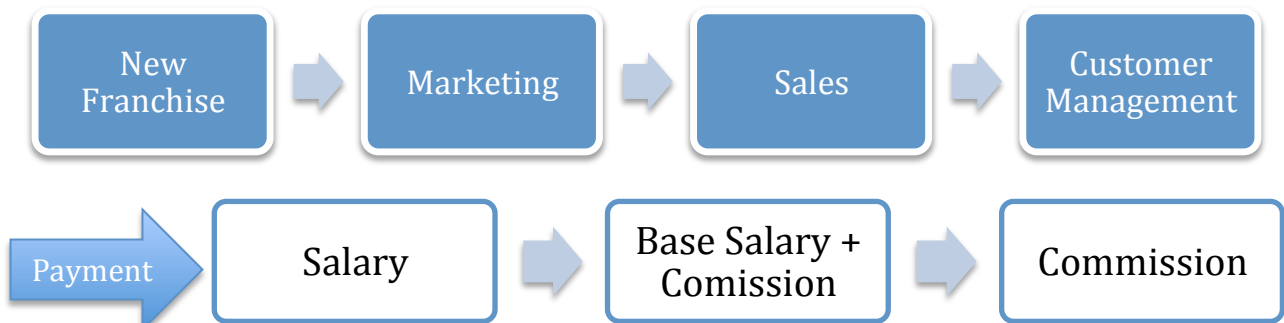 New
Franchise
Marketing
Sales
Customer
Management
Payment
Salary
Base Salary +
Comission
Commission